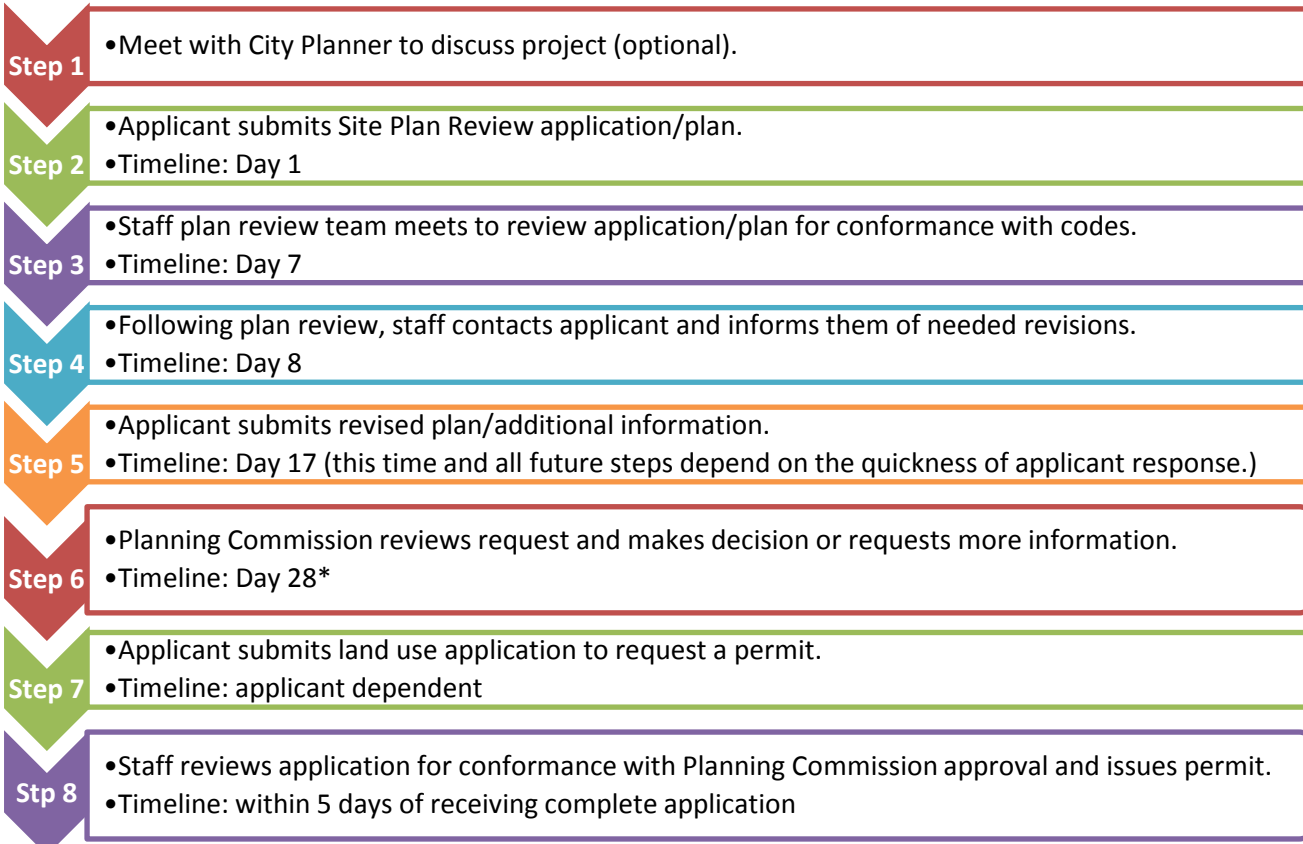 Step 1
•Meet with City Planner to discuss project (optional).
Step 2
•Applicant submits Site Plan Review application/plan.
•Timeline: Day 1
Step 3
•Staff plan review team meets to review application/plan for conformance with codes.
•Timeline: Day 7
Step 4
•Following plan review, staff contacts applicant and informs them of needed revisions.
•Timeline: Day 8
Step 5
•Applicant submits revised plan/additional information.
•Timeline: Day 17 (this time and all future steps depend on the quickness of applicant response.)
Step 6
•Planning Commission reviews request and makes decision or requests more information.
•Timeline: Day 28*
Step 7
•Applicant submits land use application to request a permit.
•Timeline: applicant dependent
Stp 8
•Staff reviews application for conformance with Planning Commission approval and issues permit.
•Timeline: within 5 days of receiving complete application